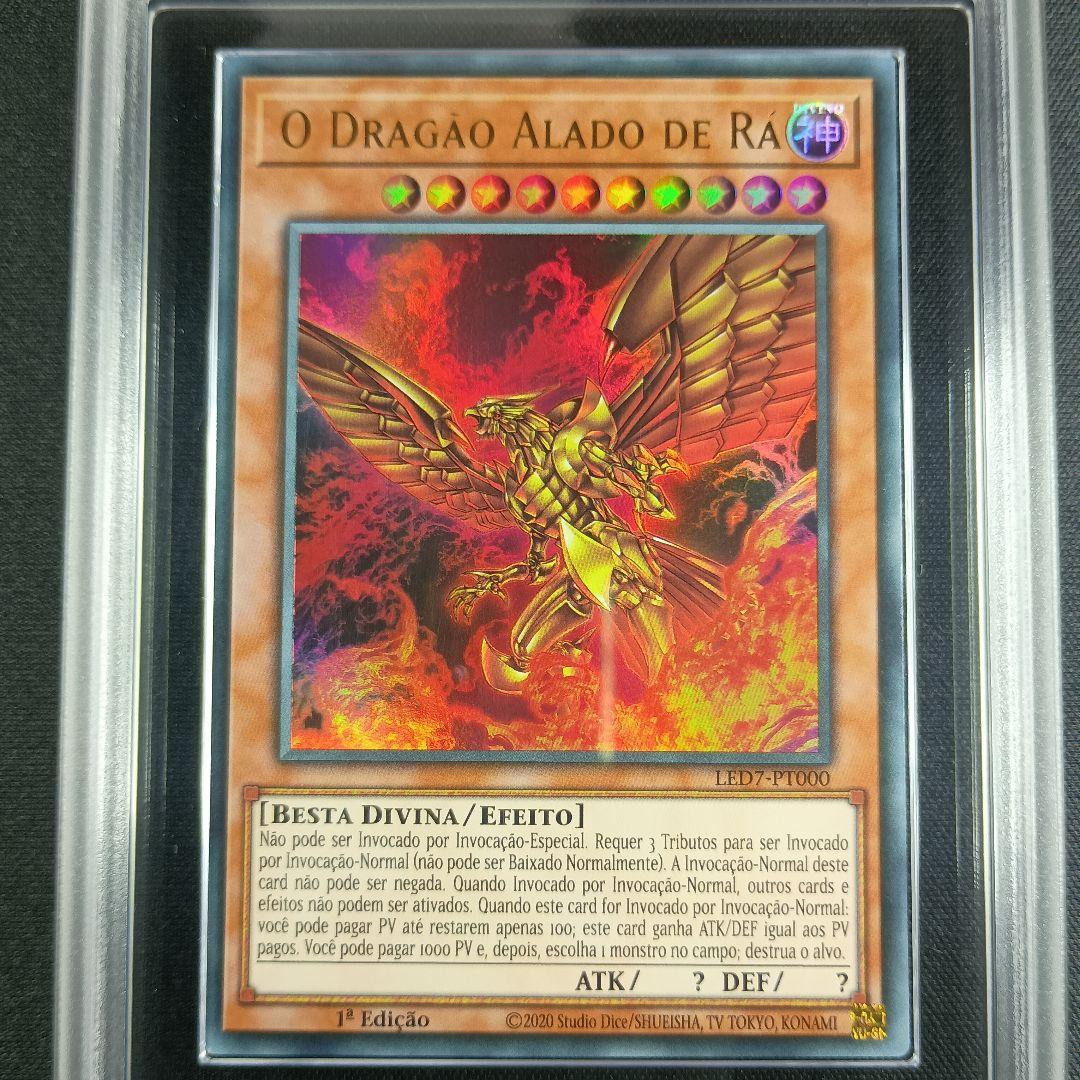 O DRAGÃO ALADO DE RÁ
DIVINO
神
LED7-PT000
[BESTA DIVINA/EFEITO]
Não pode ser Invocado por Invocação-Especial. Requer 3 Tributos para ser Invocado
por Invocação-Normal (não pode ser Baixado Normalmente). A Invocação-Normal deste
card não pode ser negada. Quando Invocado por Invocação-Normal, outros cards e
efeitos não podem ser ativados. Quando este card for Invocado por Invocação-Normal:
você pode pagar PV até restarem apenas 100; este card ganha ATK/DEF igual aos PV
pagos. Você pode pagar 1000 PV e, depois, escolha 1 monstro no campo; destrua o alvo.
ATK/ ? DEF/ ?
1ª Edição ©2020 Studio Dice/SHUEISHA, TV TOKYO, KONAMI